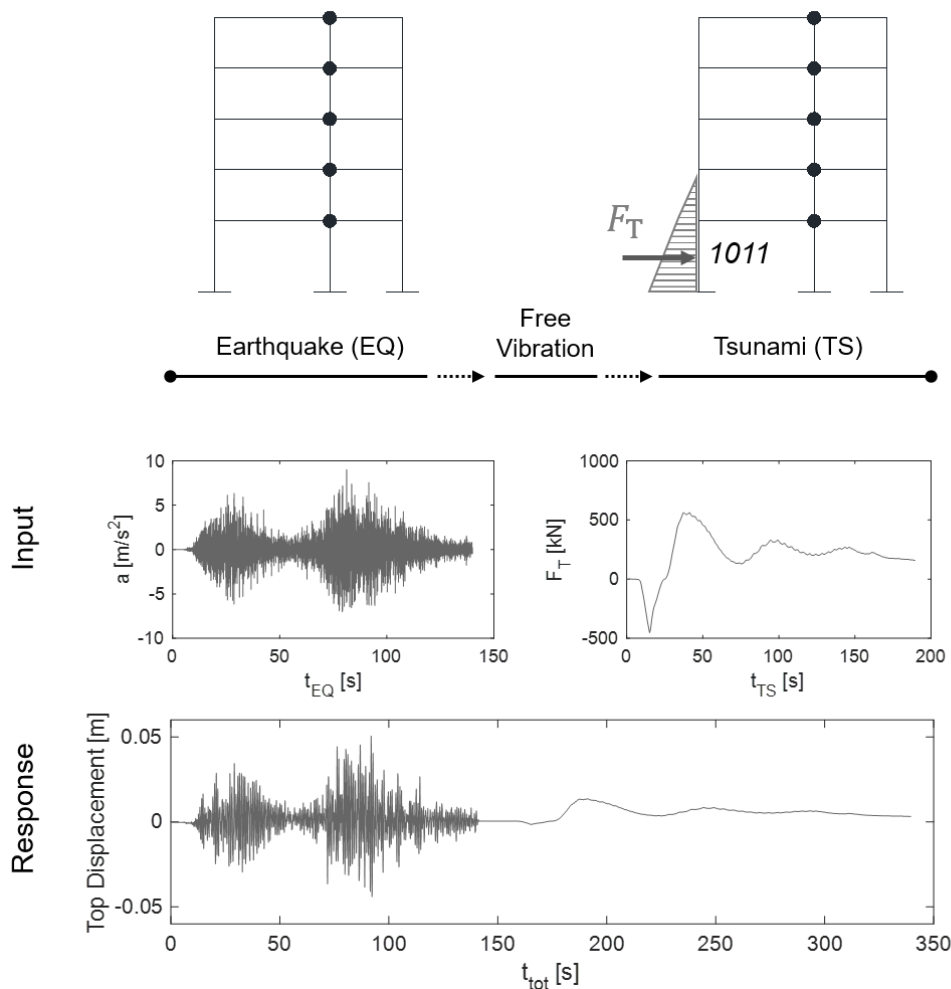 F_T
1011
Earthquake (EQ)
Free
Vibration
Tsunami (TS)
Input
10
5
0
-5
-10
a [m/s²]
0
50
100
150
t_EQ [s]
1000
500
0
-500
F_T [kN]
0
50
100
150
200
t_TS [s]
Response
0.05
0
-0.05
Top Displacement [m]
0
50
100
150
200
250
300
350
t_tot [s]